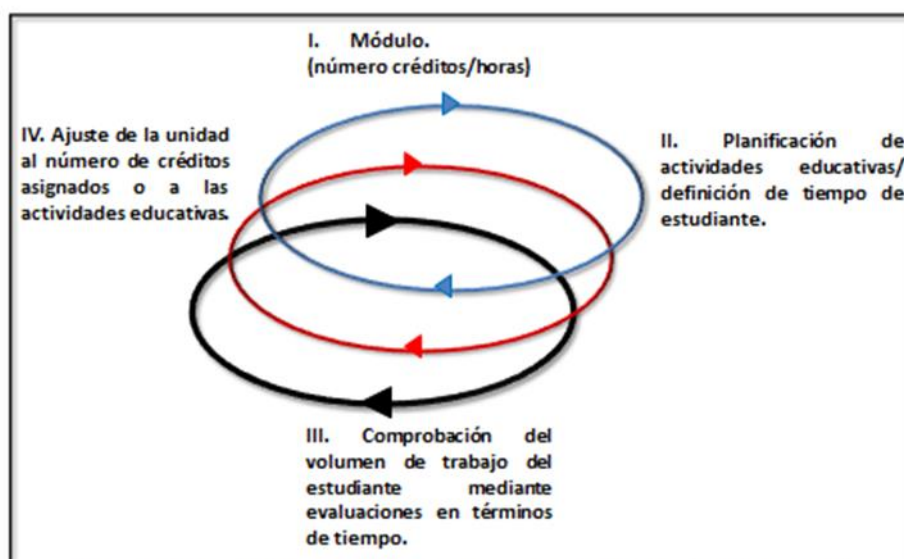 I. Módulo.
(número créditos/horas)
IV. Ajuste de la unidad
al número de créditos
asignados o a las
actividades educativas.
II. Planificación de
actividades educativas/
definición de tiempo de
estudiante.
III. Comprobación del
volumen de trabajo del
estudiante mediante
evaluaciones en términos
de tiempo.